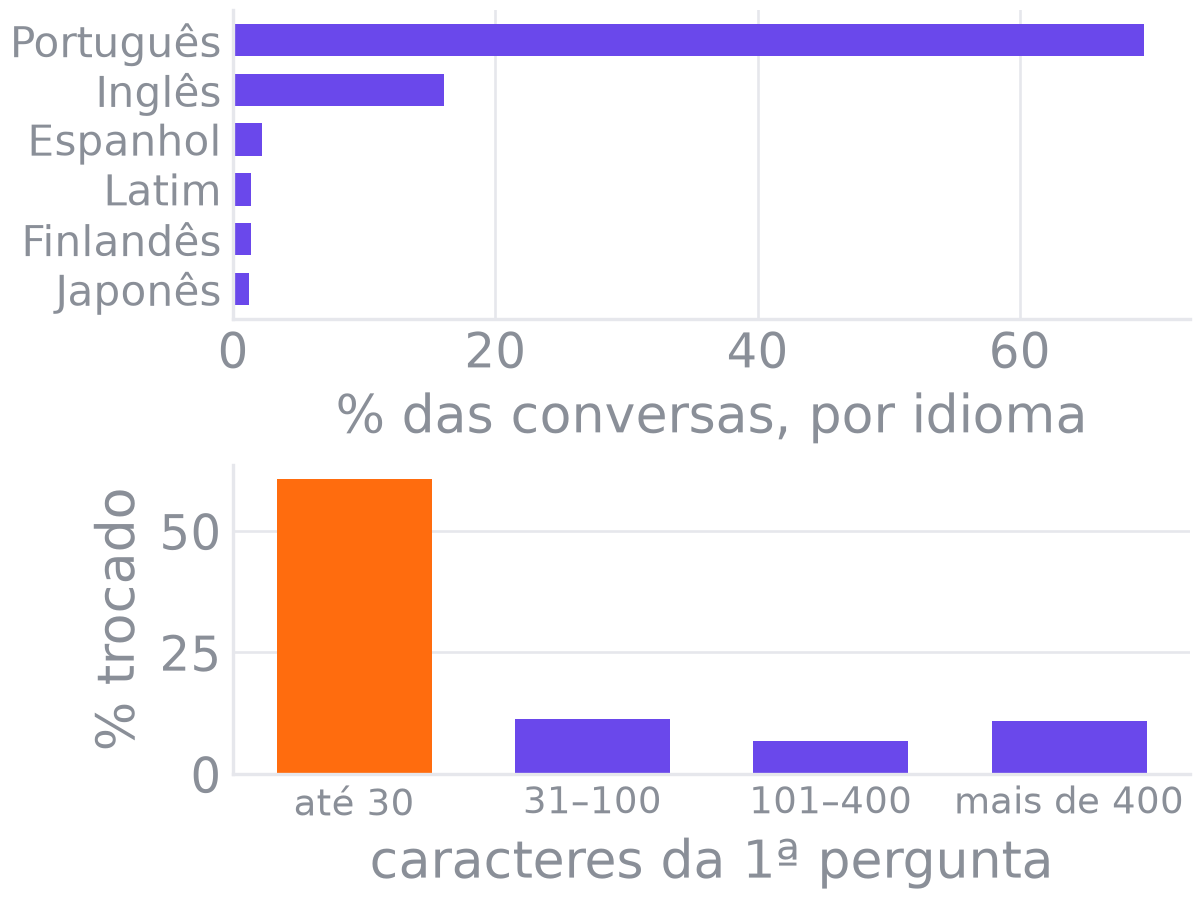 Português
Inglês
Espanhol
Latim
Finlandês
Japonês
0 20 40 60
% das conversas, por idioma
% trocado
50
25
0
até 30 31–100 101–400 mais de 400
caracteres da 1ª pergunta